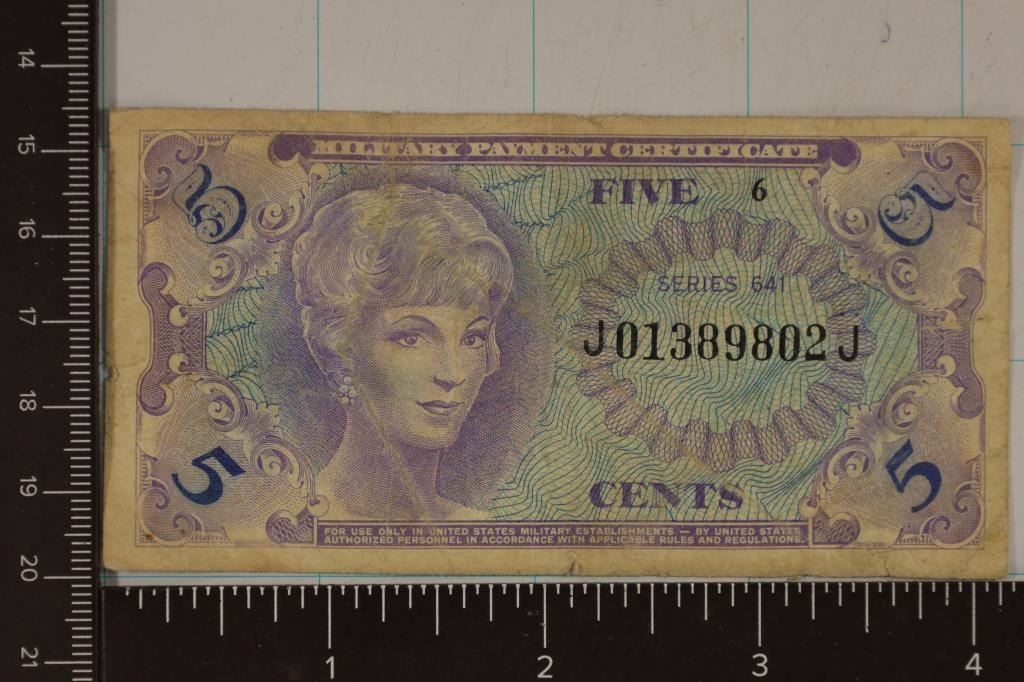 MILITARY PAYMENT CERTIFICATE
5 FIVE 6 5
SERIES 641
J01389802J
5 CENTS 5
FOR USE ONLY IN UNITED STATES MILITARY ESTABLISHMENTS — BY UNITED STATES
AUTHORIZED PERSONNEL IN ACCORDANCE WITH APPLICABLE RULES AND REGULATIONS.
14
15
16
17
18
19
20
21
1 2 3 4